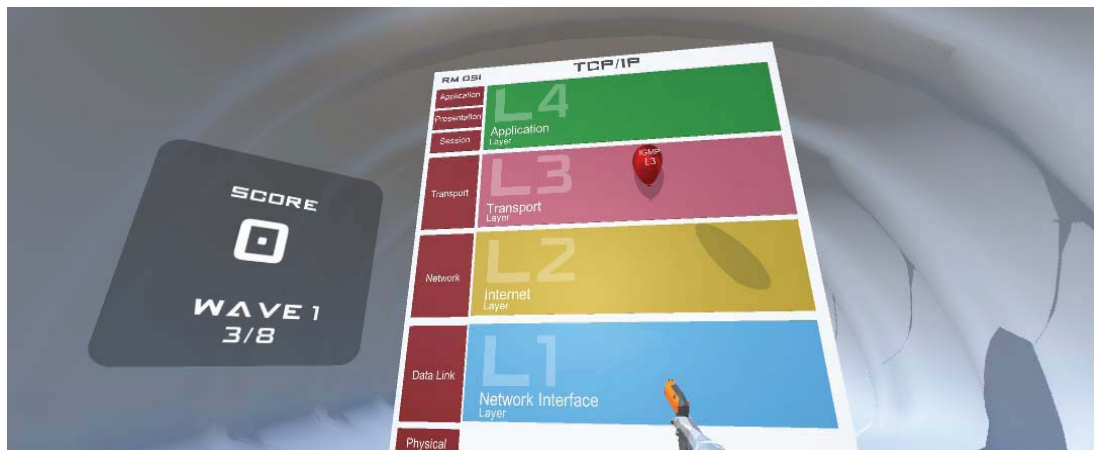 SCORE
0
WAVE 1
3/8
RM OSI
TCP/IP
Application
Presentation
Session
Transport
Network
Data Link
Physical
L4
Application
Layer
IGMP
L3
L3
Transport
Layer
L2
Internet
Layer
L1
Network Interface
Layer